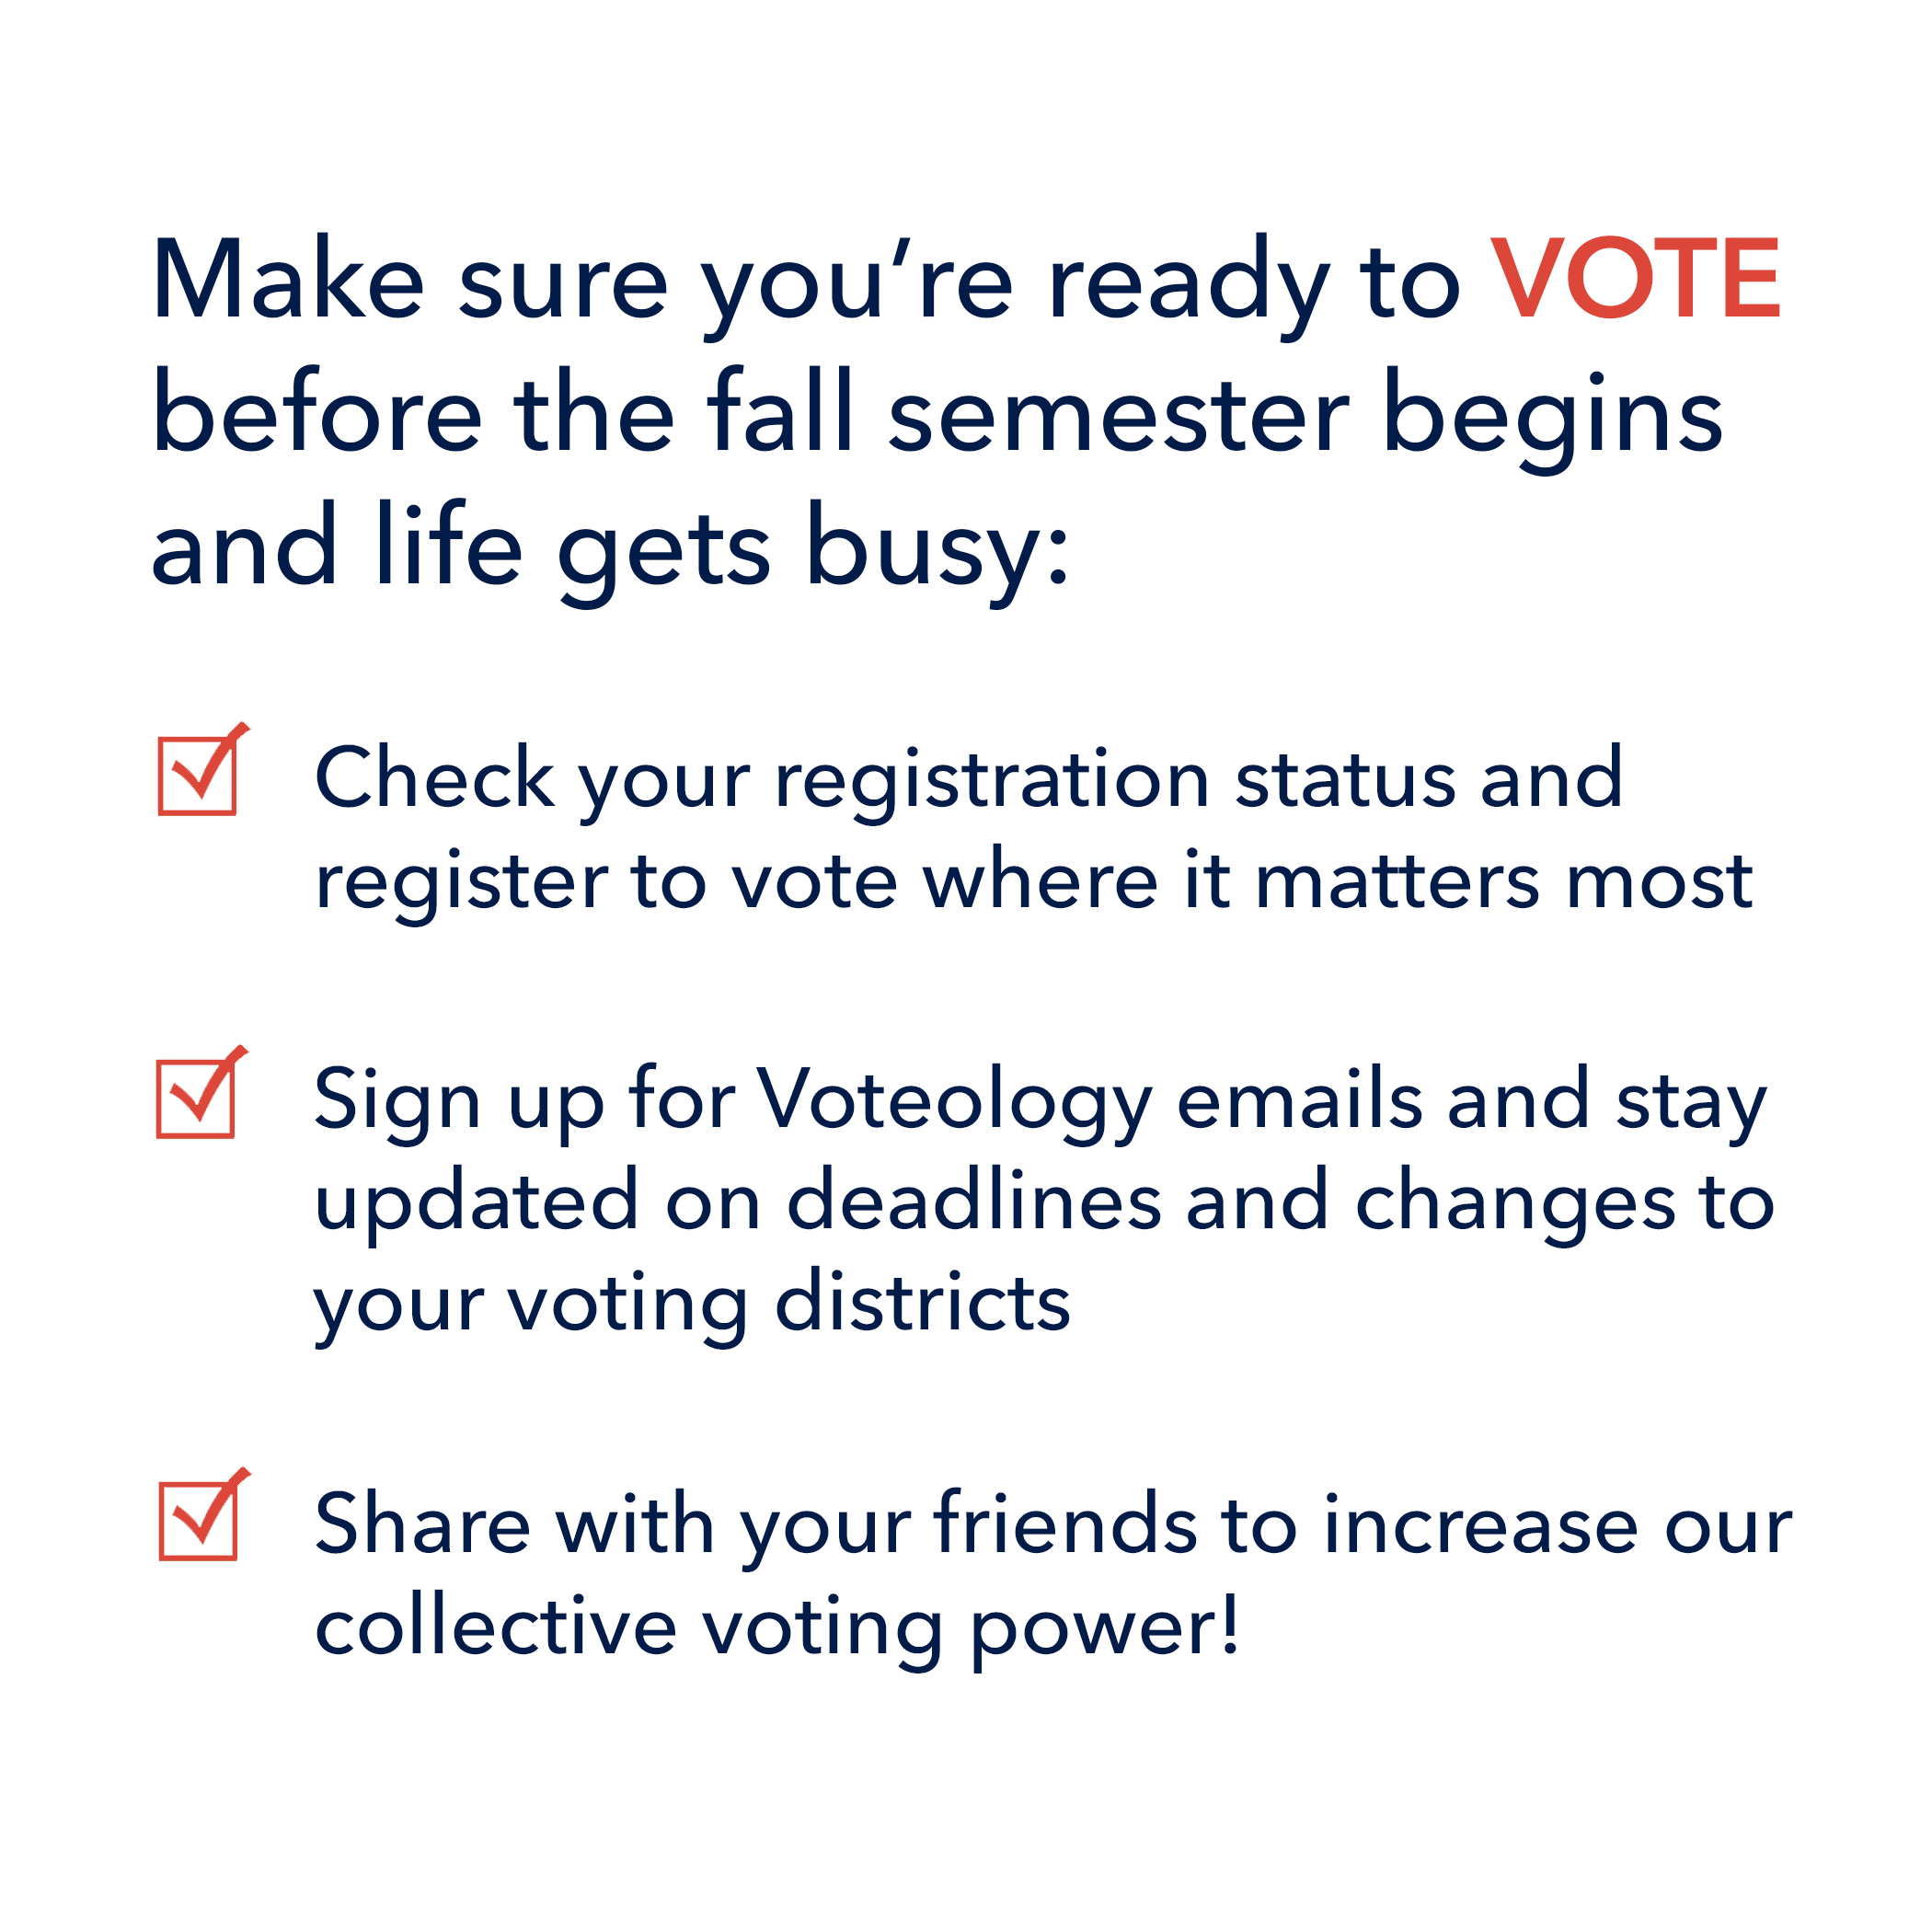 Make sure you're ready to VOTE
before the fall semester begins
and life gets busy:
Check your registration status and
register to vote where it matters most
Sign up for Voteology emails and stay
updated on deadlines and changes to
your voting districts
Share with your friends to increase our
collective voting power!